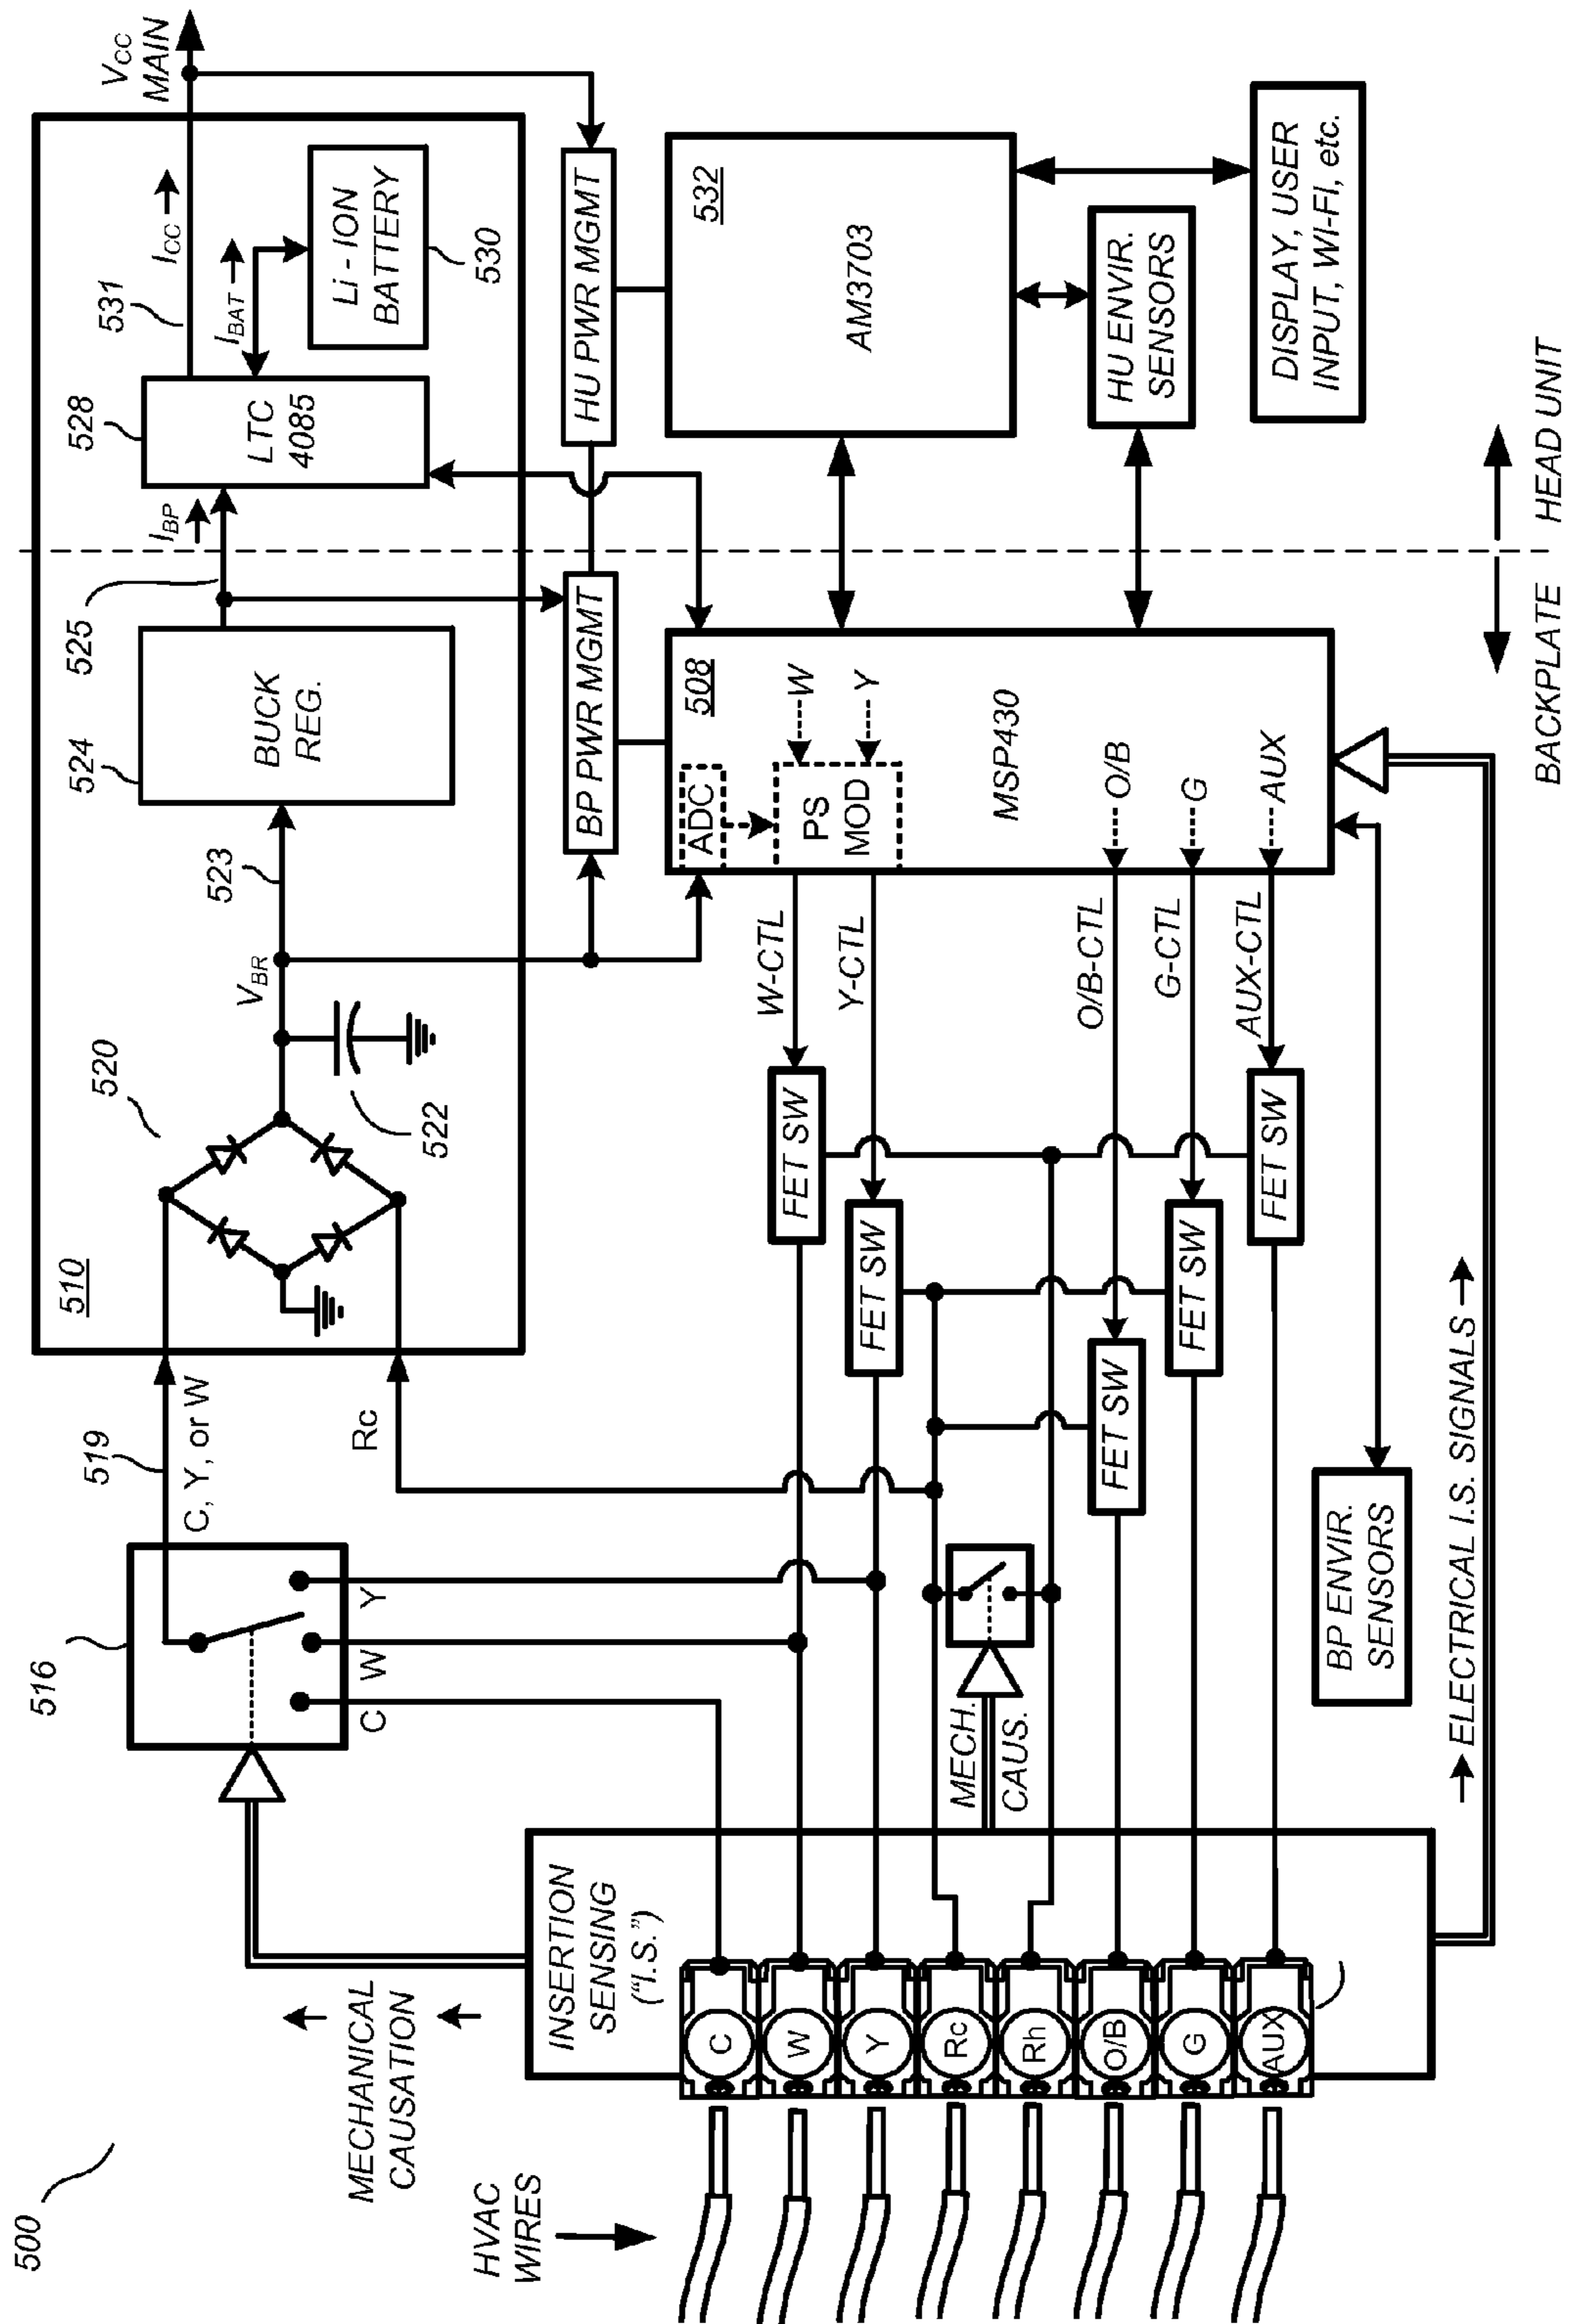 500
HVAC
WIRES
MECHANICAL
CAUSATION
INSERTION
SENSING
("I.S.")
C
W
Y
Rc
Rh
O/B
G
AUX
516
C
W
Y
519
C, Y, or W
Rc
MECH.
CAUS.
510
520
522
VBR
523
524
BUCK
REG.
525
IBP
528
LTC
4085
531
ICC
IBAT
Li - ION
BATTERY
530
VCC
MAIN
BP PWR MGMT
HU PWR MGMT
FET SW
FET SW
FET SW
FET SW
FET SW
W-CTL
Y-CTL
O/B-CTL
G-CTL
AUX-CTL
508
ADC
PS
MOD
W
Y
MSP430
O/B
G
AUX
532
AM3703
HU ENVIR.
SENSORS
DISPLAY, USER
INPUT, WI-FI, etc.
BP ENVIR.
SENSORS
ELECTRICAL I.S. SIGNALS
BACKPLATE
HEAD UNIT